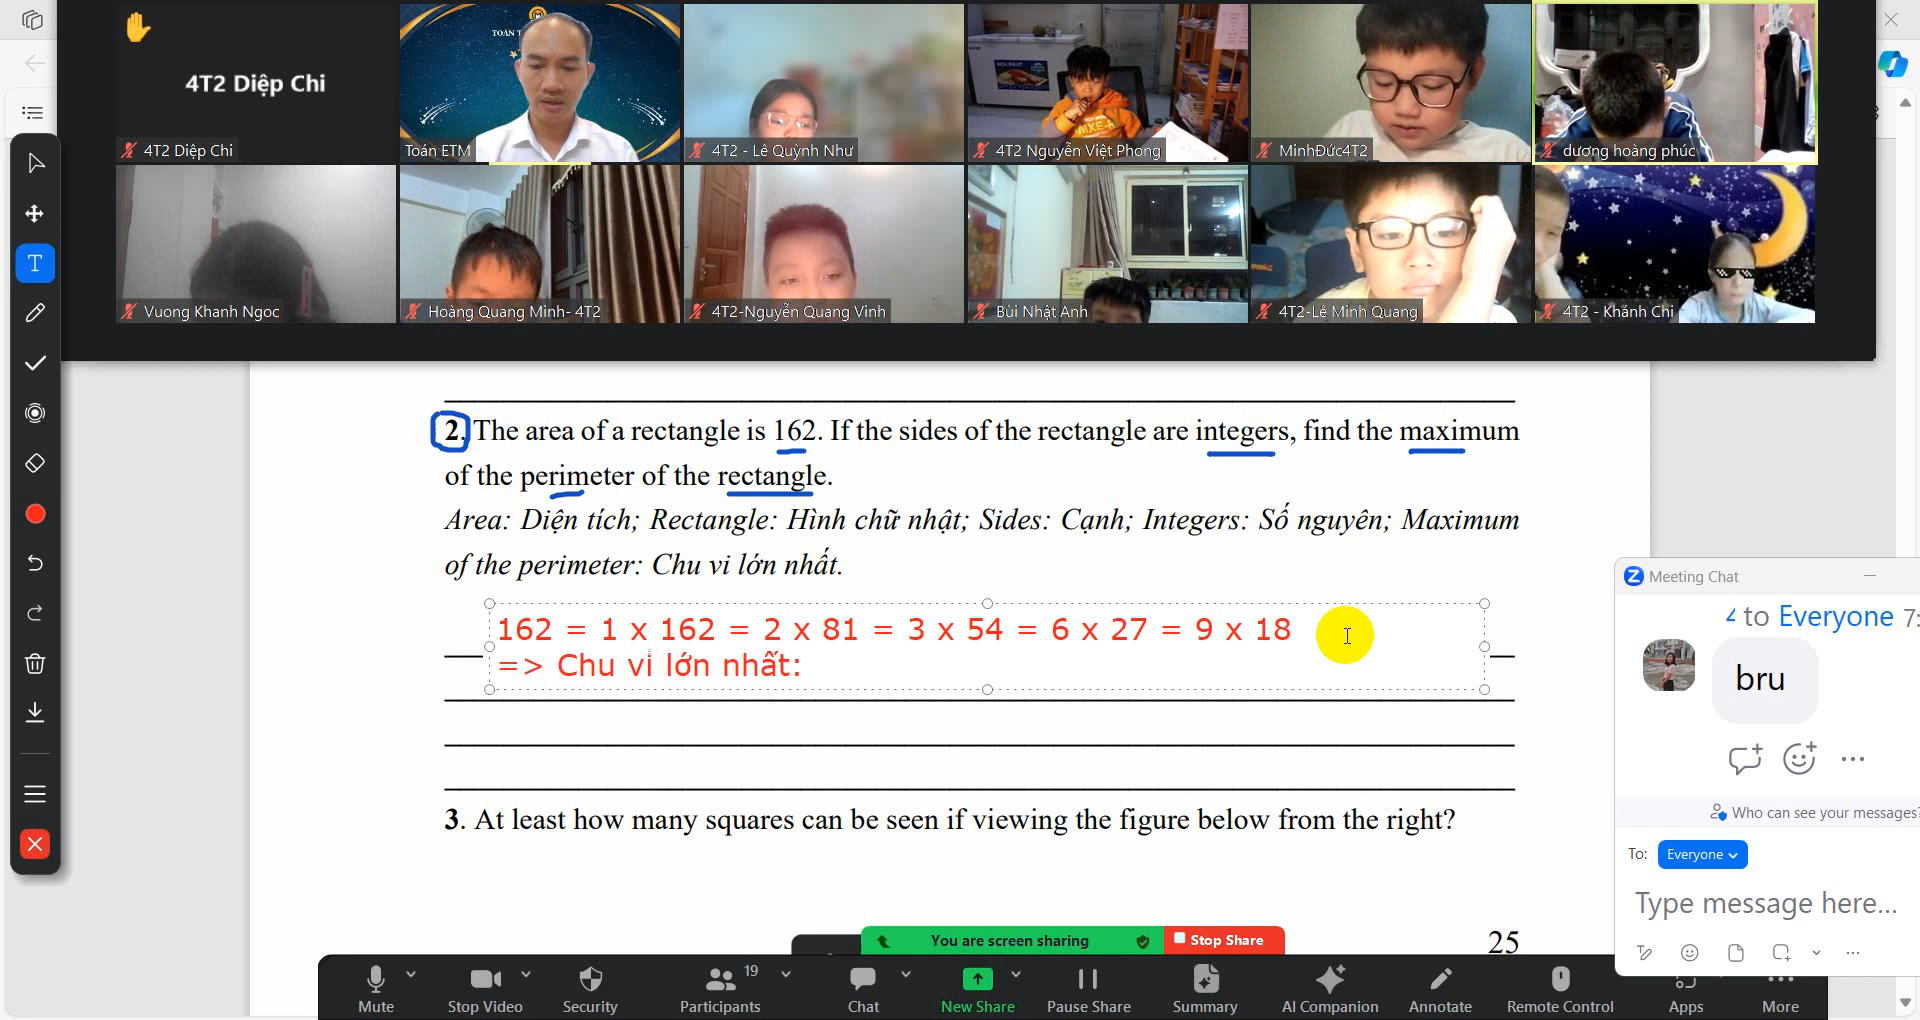 4T2 Diệp Chi
4T2 Diệp Chi
TOÁN T
Toán ETM
4T2 - Lê Quỳnh Như
4T2 Nguyễn Việt Phong
MinhĐức4T2
dương hoàng phúc
Vuong Khanh Ngoc
Hoàng Quang Minh- 4T2
4T2-Nguyễn Quang Vinh
Bùi Nhật Anh
4T2-Lê Minh Quang
4T2 - Khánh Chi
2. The area of a rectangle is 162. If the sides of the rectangle are integers, find the maximum
of the perimeter of the rectangle.
Area: Diện tích; Rectangle: Hình chữ nhật; Sides: Cạnh; Integers: Số nguyên; Maximum
of the perimeter: Chu vi lớn nhất.
162 = 1 x 162 = 2 x 81 = 3 x 54 = 6 x 27 = 9 x 18
=> Chu vi lớn nhất:
3. At least how many squares can be seen if viewing the figure below from the right?
25
Meeting Chat
to Everyone 7:
bru
Who can see your messages?
To: Everyone
Type message here...
You are screen sharing
Stop Share
Mute
Stop Video
Security
Participants 19
Chat
New Share
Pause Share
Summary
AI Companion
Annotate
Remote Control
Apps
More